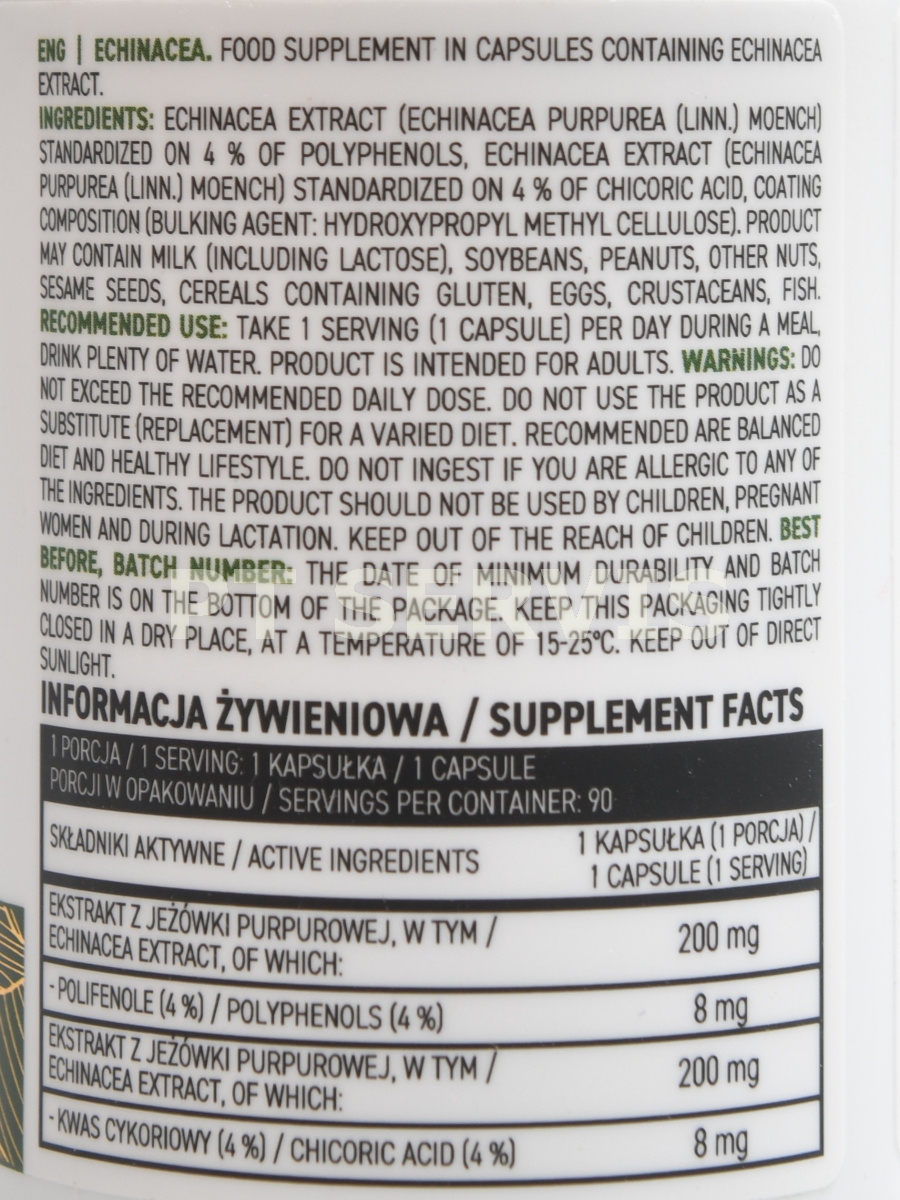 ENG | ECHINACEA. FOOD SUPPLEMENT IN CAPSULES CONTAINING ECHINACEA
EXTRACT.
INGREDIENTS: ECHINACEA EXTRACT (ECHINACEA PURPUREA (LINN.) MOENCH)
STANDARDIZED ON 4 % OF POLYPHENOLS, ECHINACEA EXTRACT (ECHINACEA
PURPUREA (LINN.) MOENCH) STANDARDIZED ON 4 % OF CHICORIC ACID, COATING
COMPOSITION (BULKING AGENT: HYDROXYPROPYL METHYL CELLULOSE). PRODUCT
MAY CONTAIN MILK (INCLUDING LACTOSE), SOYBEANS, PEANUTS, OTHER NUTS,
SESAME SEEDS, CEREALS CONTAINING GLUTEN, EGGS, CRUSTACEANS, FISH.
RECOMMENDED USE: TAKE 1 SERVING (1 CAPSULE) PER DAY DURING A MEAL,
DRINK PLENTY OF WATER. PRODUCT IS INTENDED FOR ADULTS. WARNINGS: DO
NOT EXCEED THE RECOMMENDED DAILY DOSE. DO NOT USE THE PRODUCT AS A
SUBSTITUTE (REPLACEMENT) FOR A VARIED DIET. RECOMMENDED ARE BALANCED
DIET AND HEALTHY LIFESTYLE. DO NOT INGEST IF YOU ARE ALLERGIC TO ANY OF
THE INGREDIENTS. THE PRODUCT SHOULD NOT BE USED BY CHILDREN, PREGNANT
WOMEN AND DURING LACTATION. KEEP OUT OF THE REACH OF CHILDREN. BEST
BEFORE, BATCH NUMBER: THE DATE OF MINIMUM DURABILITY AND BATCH
NUMBER IS ON THE BOTTOM OF THE PACKAGE. KEEP THIS PACKAGING TIGHTLY
PT SERVIS
CLOSED IN A DRY PLACE, AT A TEMPERATURE OF 15-25°C. KEEP OUT OF DIRECT
SUNLIGHT.
INFORMACJA ŻYWIENIOWA / SUPPLEMENT FACTS
1 PORCJA / 1 SERVING: 1 KAPSUŁKA / 1 CAPSULE
PORCJI W OPAKOWANIU / SERVINGS PER CONTAINER: 90
SKŁADNIKI AKTYWNE / ACTIVE INGREDIENTS
1 KAPSUŁKA (1 PORCJA) /
1 CAPSULE (1 SERVING)
EKSTRAKT Z JEŻÓWKI PURPUROWEJ, W TYM /
ECHINACEA EXTRACT, OF WHICH:
200 mg
- POLIFENOLE (4 %) / POLYPHENOLS (4 %)
8 mg
EKSTRAKT Z JEŻÓWKI PURPUROWEJ, W TYM /
ECHINACEA EXTRACT, OF WHICH:
200 mg
- KWAS CYKORIOWY (4 %) / CHICORIC ACID (4 %)
8 mg